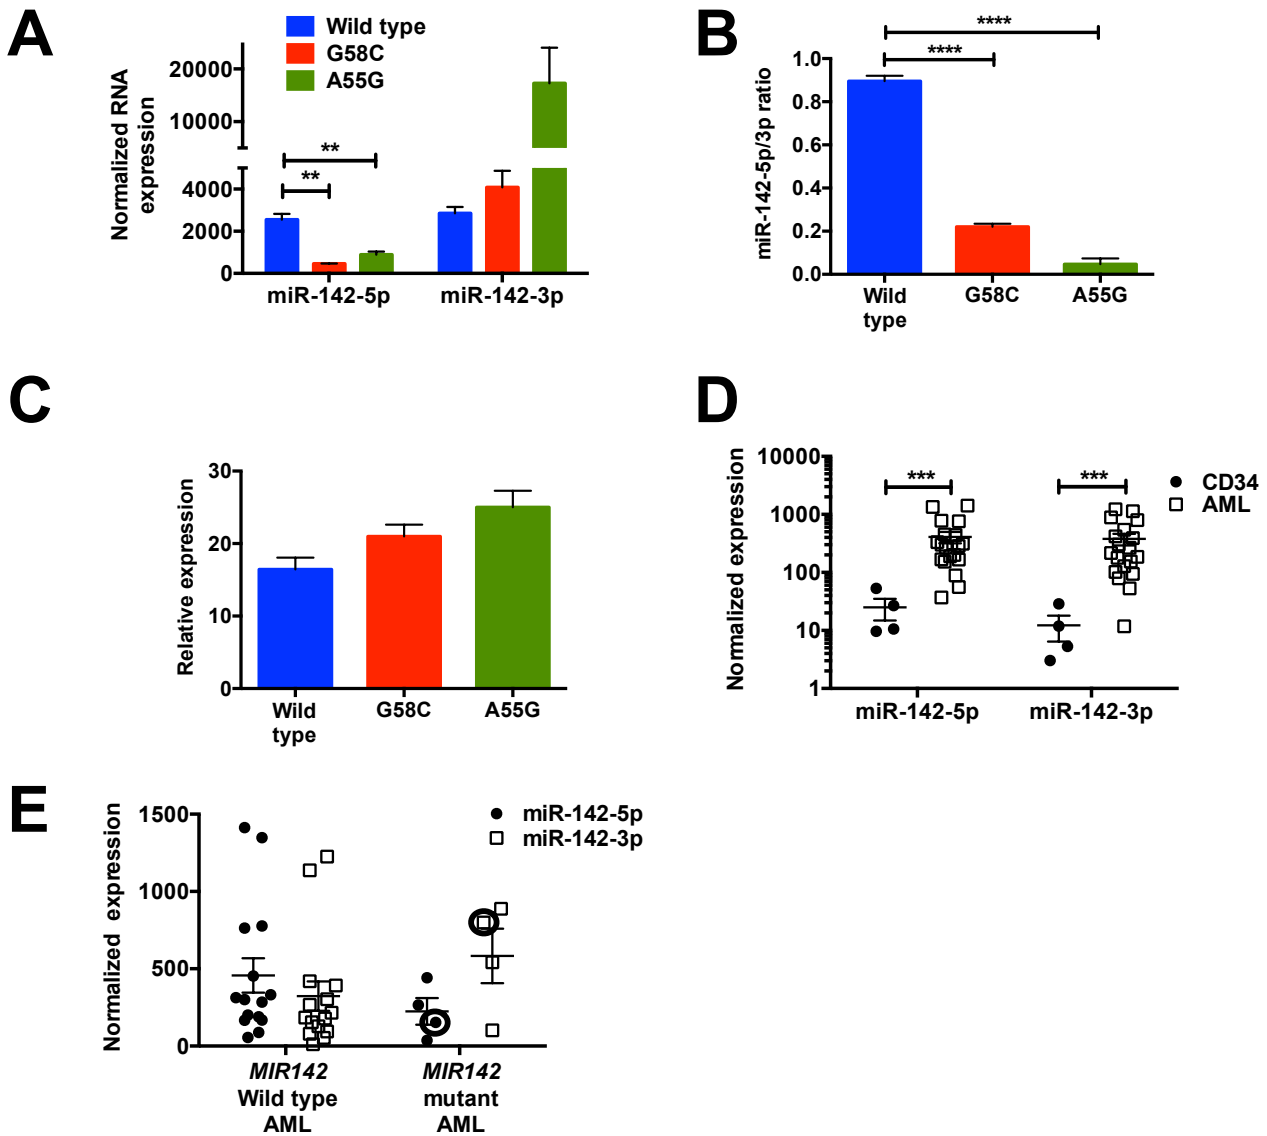 A
Wild type
G58C
A55G
Normalized RNA
expression
20000
10000
4000
2000
0
**
**
miR-142-5p
miR-142-3p
B
miR-142-5p/3p ratio
1.0
0.8
0.6
0.4
0.2
0.0
****
****
Wild
type
G58C
A55G
C
Relative expression
30
20
10
0
Wild
type
G58C
A55G
D
Normalized expression
10000
1000
100
10
1
***
***
CD34
AML
miR-142-5p
miR-142-3p
E
Normalized expression
1500
1000
500
0
miR-142-5p
miR-142-3p
MIR142
Wild type
AML
MIR142
mutant
AML